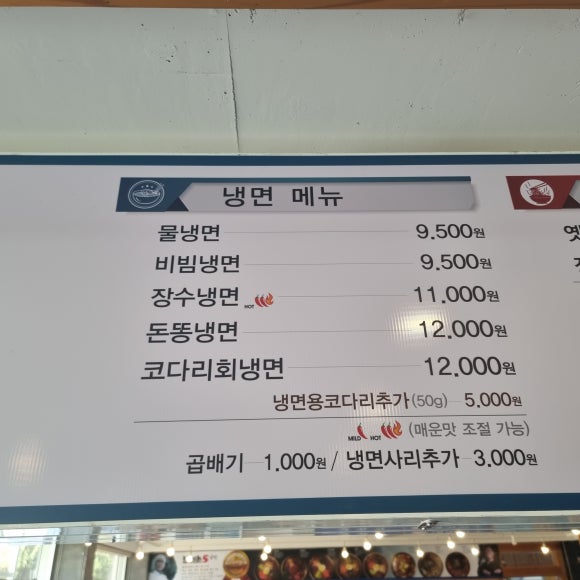 냉면 메뉴
물냉면 9.500원
비빔냉면 9.500원
장수냉면 HOT 11.000원
돈똥냉면 12.000원
코다리회냉면 12.000원
냉면용코다리추가(50g) 5.000원
MILD HOT (매운맛 조절 가능)
곱배기 1.000원 / 냉면사리추가 3.000원